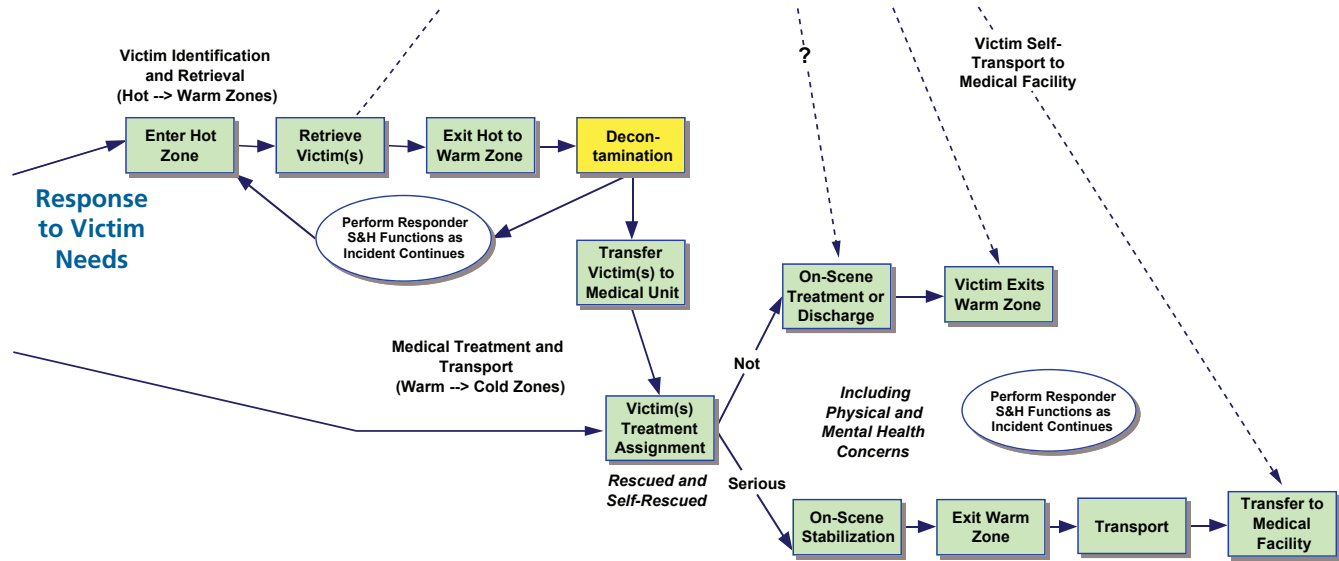 Victim Identification
and Retrieval
(Hot --> Warm Zones)
?
Victim Self-
Transport to
Medical Facility
Enter Hot
Zone
Retrieve
Victim(s)
Exit Hot to
Warm Zone
Decon-
tamination
Response
to Victim
Needs
Perform Responder
S&H Functions as
Incident Continues
Transfer
Victim(s) to
Medical Unit
On-Scene
Treatment or
Discharge
Victim Exits
Warm Zone
Medical Treatment and
Transport
(Warm --> Cold Zones)
Not
Victim(s)
Treatment
Assignment
Including
Physical and
Mental Health
Concerns
Perform Responder
S&H Functions as
Incident Continues
Rescued and
Self-Rescued
Serious
On-Scene
Stabilization
Exit Warm
Zone
Transport
Transfer to
Medical
Facility